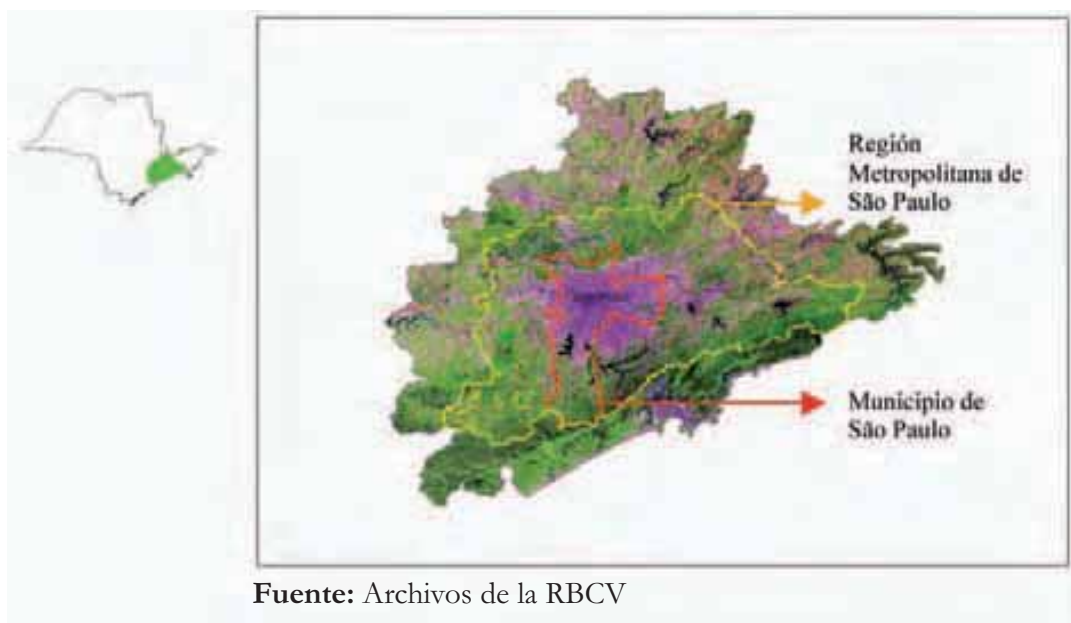 Región
Metropolitana de
São Paulo
Municipio de
São Paulo
Fuente: Archivos de la RBCV